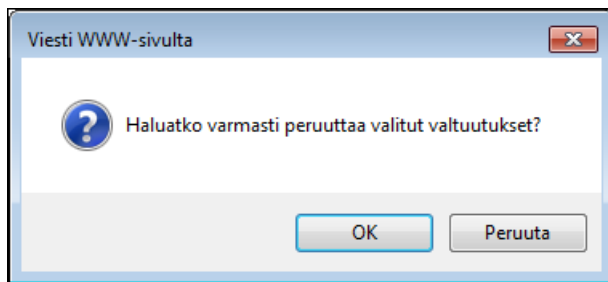 Viesti WWW-sivulta
Haluatko varmasti peruuttaa valitut valtuutukset?
OK
Peruuta